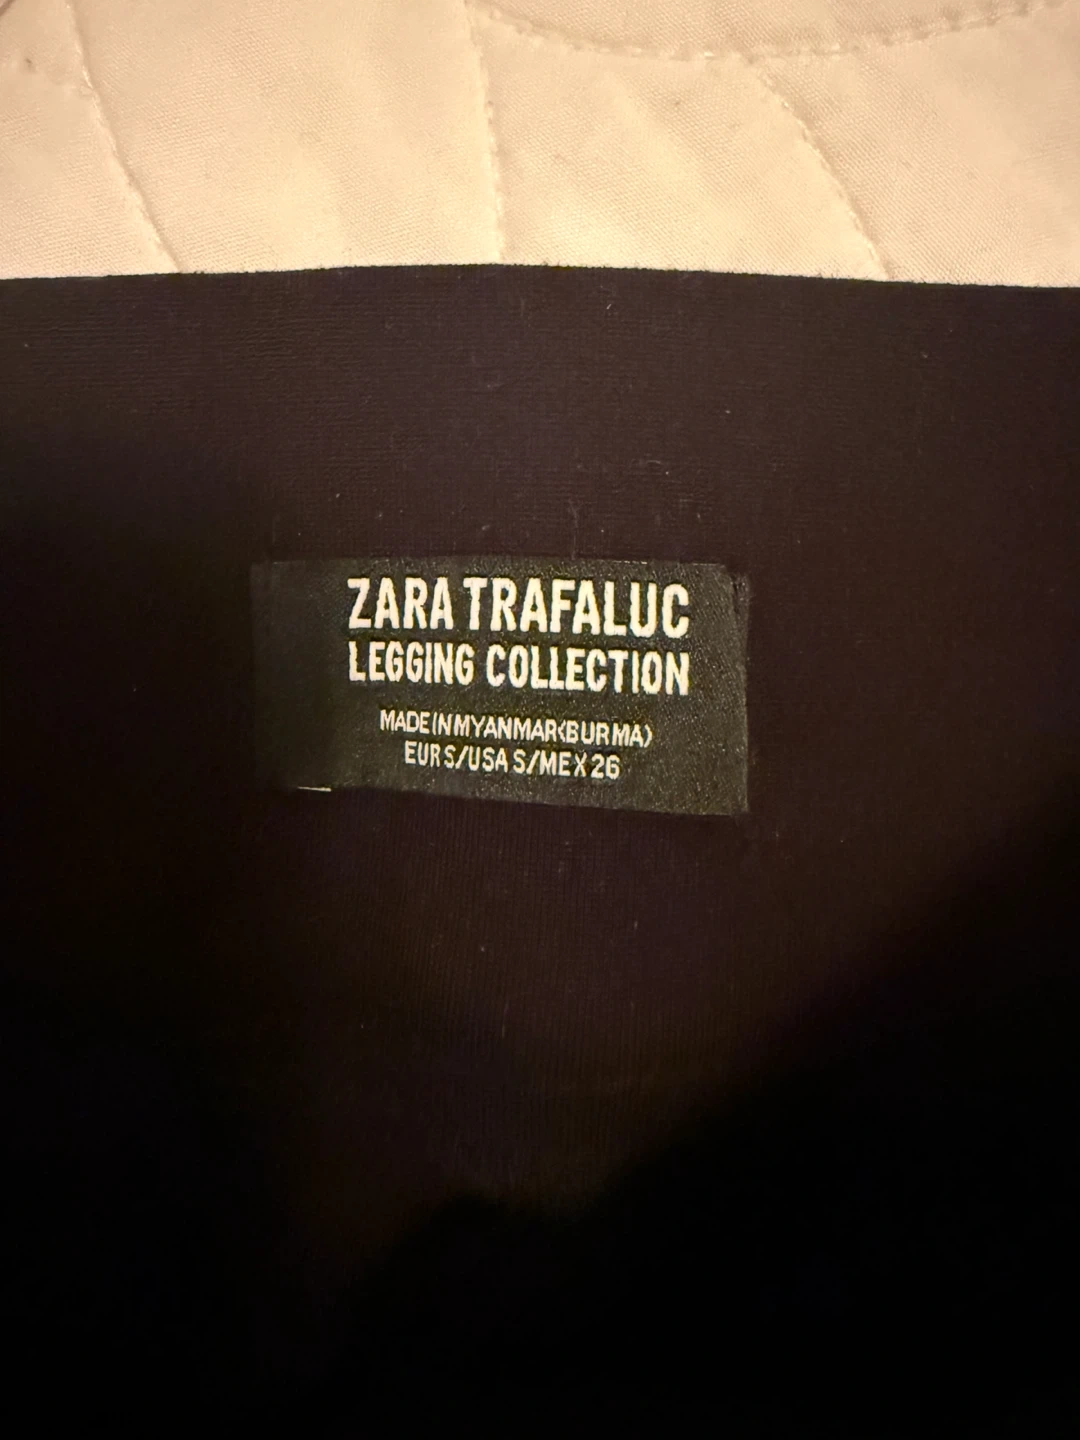 ZARA TRAFALUC
LEGGING COLLECTION
MADE IN MYANMAR(BURMA)
EUR S/USA S/MEX 26